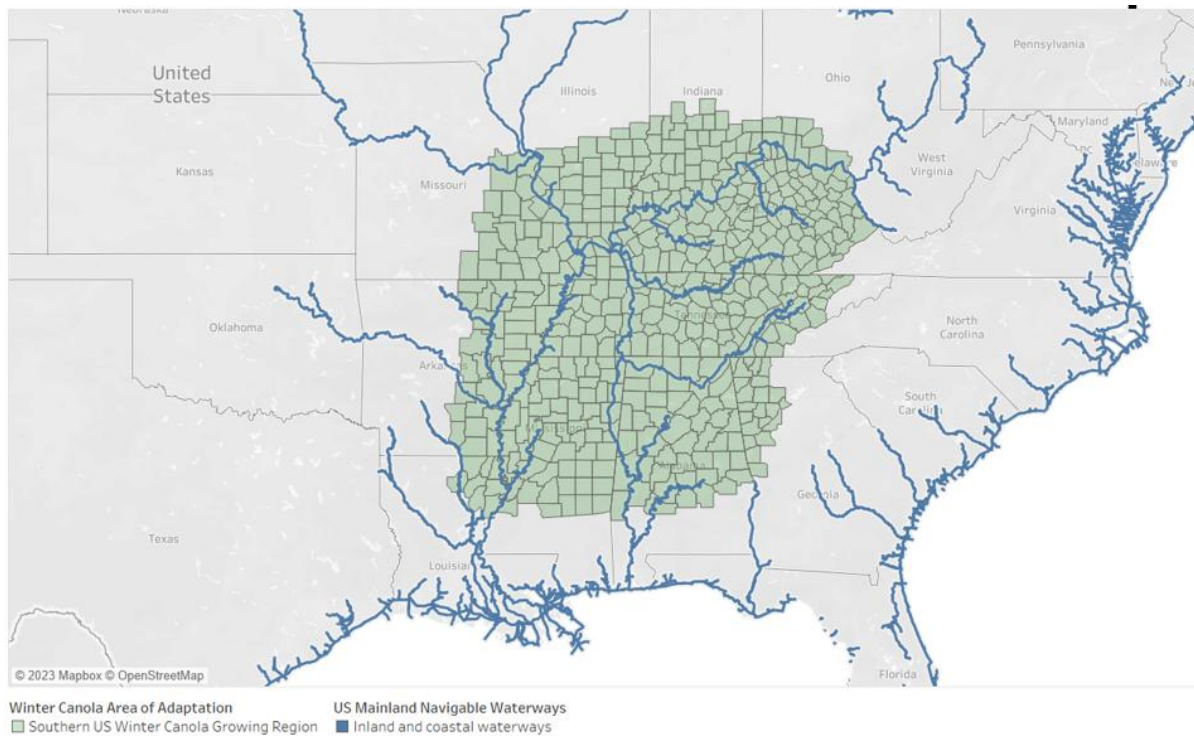 Nebraska
Pennsylvania
United
States
Ohio
Illinois
Indiana
New Je
Maryland
DC
Delaware
West
Virginia
Kansas
Missouri
Virginia
Oklahoma
Tennessee
North
Carolina
Arkansas
South
Carolina
Mississippi
Alabama
Georgia
Texas
Louisian
Florida
© 2023 Mapbox © OpenStreetMap
Winter Canola Area of Adaptation
Southern US Winter Canola Growing Region
US Mainland Navigable Waterways
Inland and coastal waterways